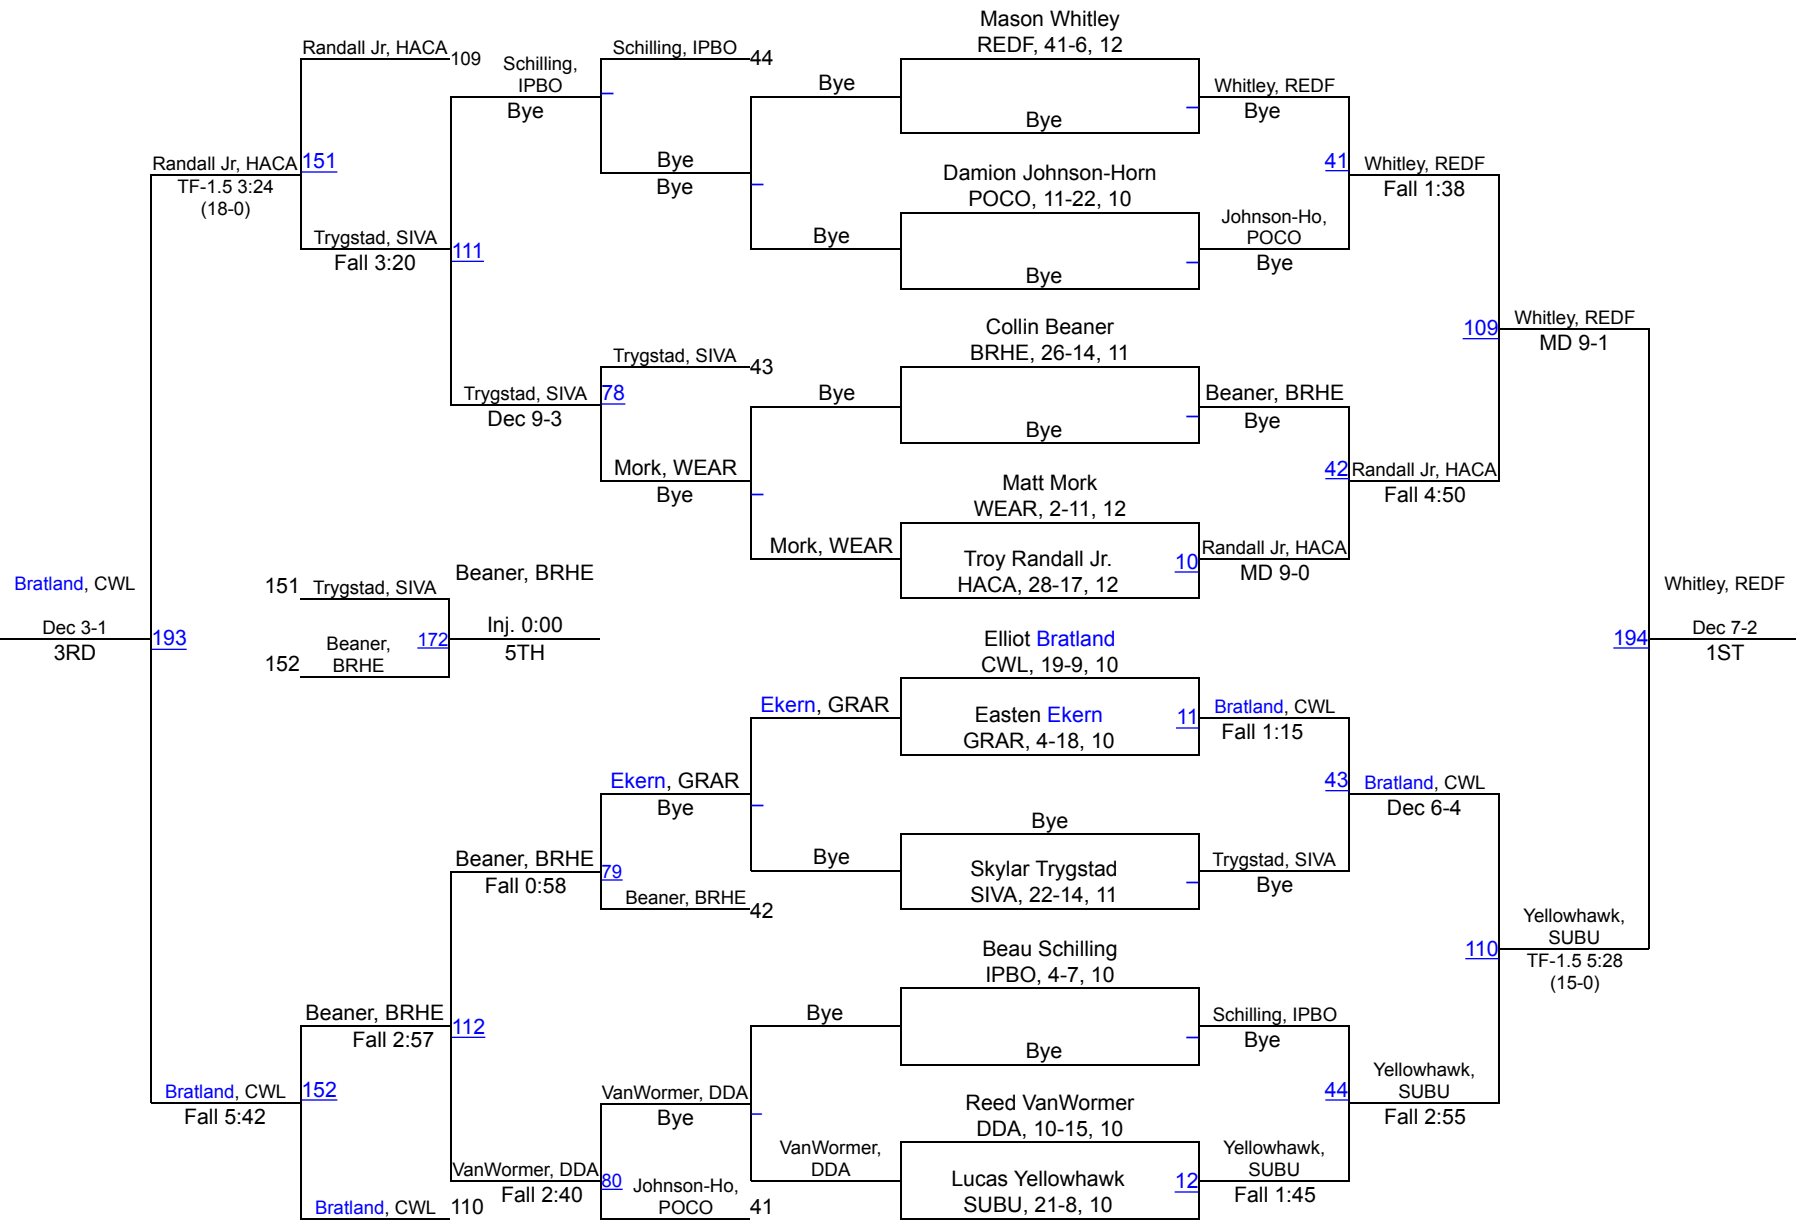 Mason Whitley
REDF, 41-6, 12
Bye
Damion Johnson-Horn
POCO, 11-22, 10
Bye
Collin Beaner
BRHE, 26-14, 11
Bye
Matt Mork
WEAR, 2-11, 12
Troy Randall Jr.
HACA, 28-17, 12
10
Elliot Bratland
CWL, 19-9, 10
Easten Ekern
GRAR, 4-18, 10
11
Bye
Skylar Trygstad
SIVA, 22-14, 11
Beau Schilling
IPBO, 4-7, 10
Bye
Reed VanWormer
DDA, 10-15, 10
Lucas Yellowhawk
SUBU, 21-8, 10
12
Whitley, REDF
Bye
41
Johnson-Ho,
POCO
Bye
Beaner, BRHE
Bye
42
Randall Jr, HACA
MD 9-0
Bratland, CWL
Fall 1:15
43
Trygstad, SIVA
Bye
Schilling, IPBO
Bye
44
Yellowhawk,
SUBU
Fall 1:45
Whitley, REDF
Fall 1:38
109
Randall Jr, HACA
Fall 4:50
Bratland, CWL
Dec 6-4
110
Yellowhawk,
SUBU
Fall 2:55
Whitley, REDF
MD 9-1
194
Yellowhawk,
SUBU
TF-1.5 5:28
(15-0)
Whitley, REDF
Dec 7-2
1ST
Bye
Bye
Bye
Mork, WEAR
Ekern, GRAR
Bye
Bye
VanWormer,
DDA
Schilling, IPBO
44
Bye
Bye
Trygstad, SIVA
43
78
Mork, WEAR
Bye
Ekern, GRAR
Bye
79
Beaner, BRHE
42
VanWormer, DDA
Bye
80
Johnson-Ho,
POCO
41
Schilling,
IPBO
Bye
111
Trygstad, SIVA
Dec 9-3
Beaner, BRHE
Fall 0:58
112
VanWormer, DDA
Fall 2:40
Randall Jr, HACA
109
151
Trygstad, SIVA
Fall 3:20
Beaner, BRHE
Fall 2:57
152
Bratland, CWL
110
Randall Jr, HACA
TF-1.5 3:24
(18-0)
193
Bratland, CWL
Fall 5:42
Bratland, CWL
Dec 3-1
3RD
151
Trygstad, SIVA
Beaner,
BRHE
152
172
Beaner, BRHE
Inj. 0:00
5TH